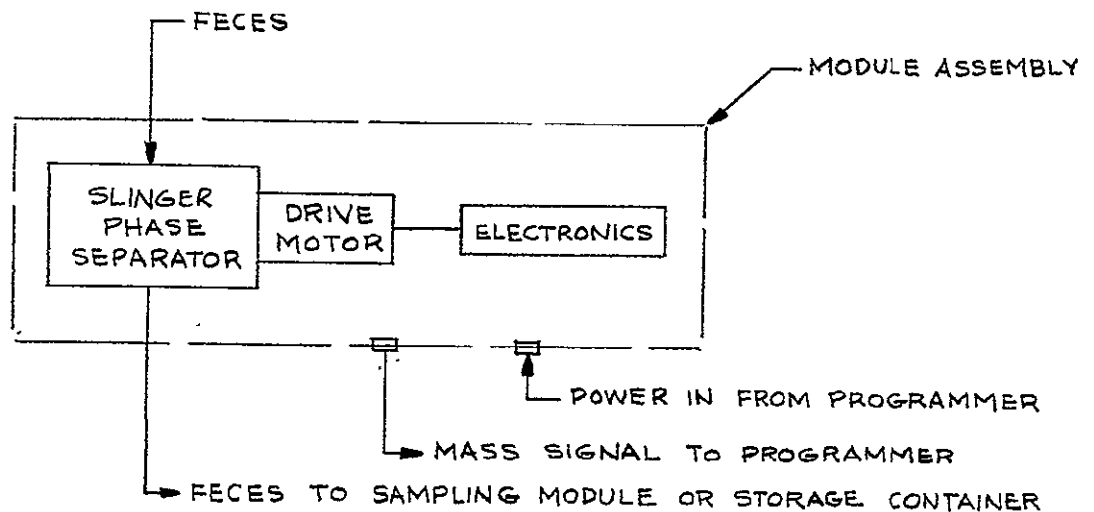 FECES
MODULE ASSEMBLY
SLINGER
PHASE
SEPARATOR
DRIVE
MOTOR
ELECTRONICS
POWER IN FROM PROGRAMMER
MASS SIGNAL TO PROGRAMMER
FECES TO SAMPLING MODULE OR STORAGE CONTAINER